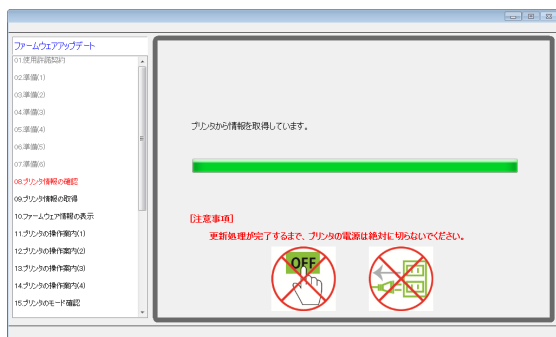 ファームウェアアップデート
01.使用許諾契約
02.準備(1)
03.準備(2)
04.準備(3)
05.準備(4)
06.準備(5)
07.準備(6)
08.プリンタ情報の確認
09.プリンタ情報の取得
10.ファームウェア情報の表示
11.プリンタの操作案内(1)
12.プリンタの操作案内(2)
13.プリンタの操作案内(3)
14.プリンタの操作案内(4)
15.プリンタのモード確認
プリンタから情報を取得しています。
[注意事項]
更新処理が完了するまで、プリンタの電源は絶対に切らないでください。
OFF